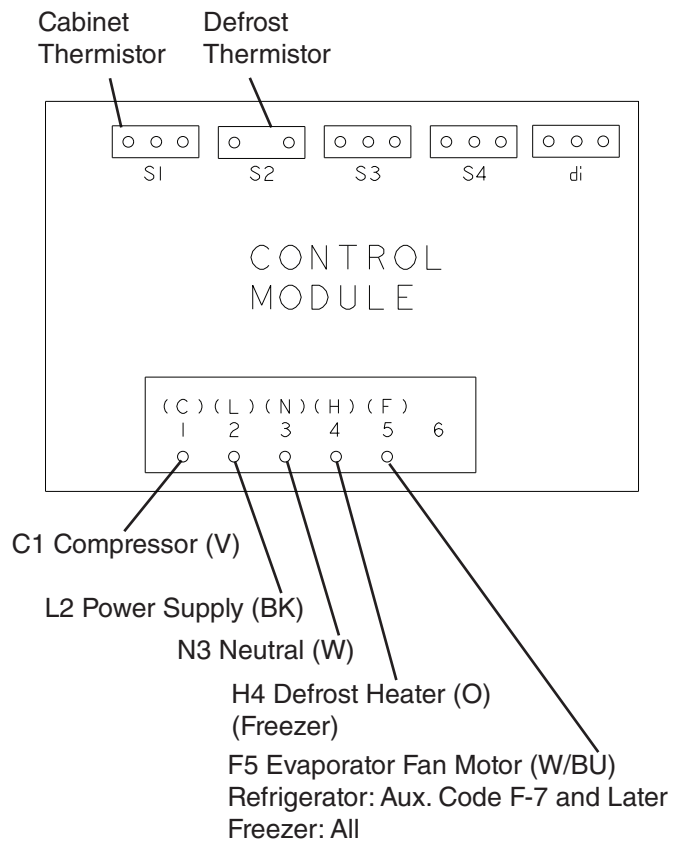 Cabinet Thermistor
Defrost Thermistor
S1
S2
S3
S4
di
CONTROL
MODULE
(C) (L) (N) (H) (F)
1 2 3 4 5 6
C1 Compressor (V)
L2 Power Supply (BK)
N3 Neutral (W)
H4 Defrost Heater (O)
(Freezer)
F5 Evaporator Fan Motor (W/BU)
Refrigerator: Aux. Code F-7 and Later
Freezer: All